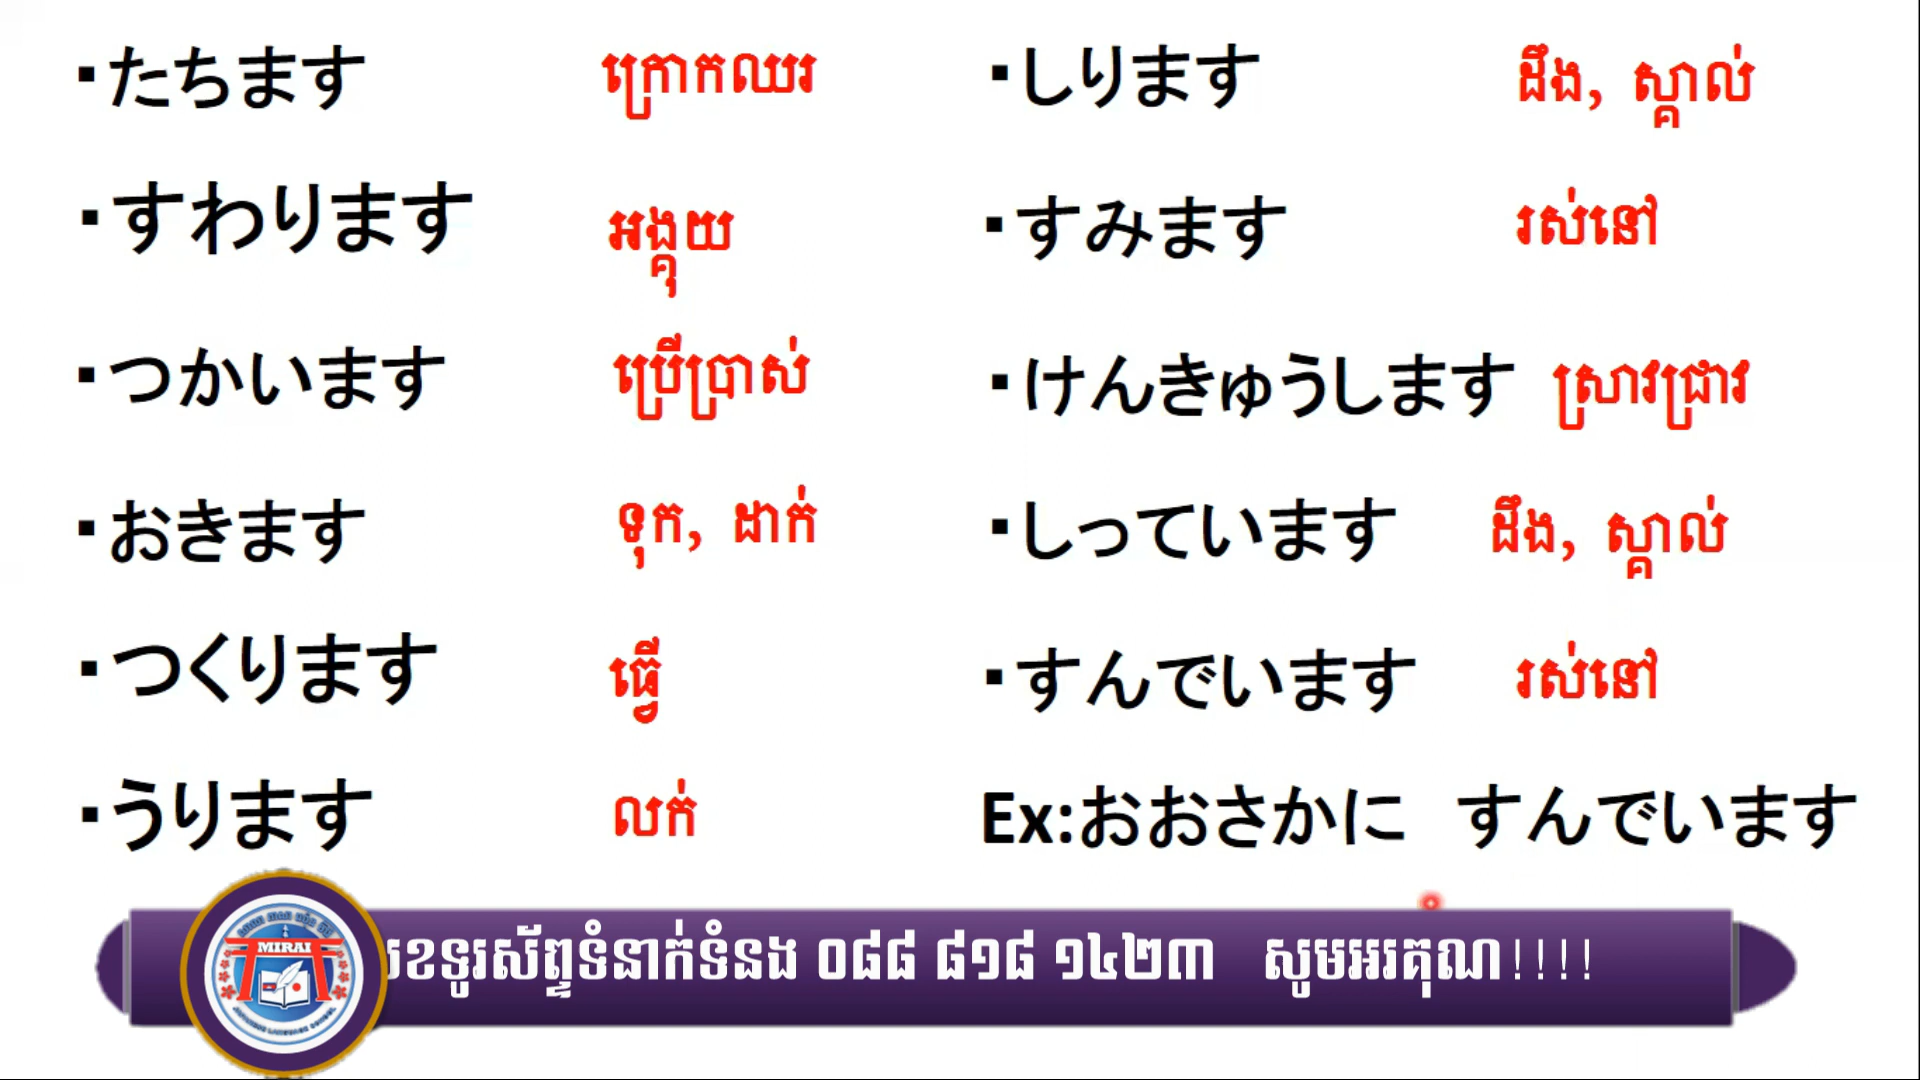 ▪たちます ក្រោកឈរ
▪すわります អង្គុយ
▪つかいます ប្រើប្រាស់
▪おきます ទុក, ដាក់
▪つくります ធ្វើ
▪うります លក់
▪しります ដឹង, ស្គាល់
▪すみます រស់នៅ
▪けんきゅうします ស្រាវជ្រាវ
▪しっています ដឹង, ស្គាល់
▪すんでいます រស់នៅ
Ex:おおさかに すんでいます
MIRAI
ខទូរស័ព្ទទំនាក់ទំនង ០៨៨ ៨១៨ ១៤២៣ សូមអរគុណ!!!!